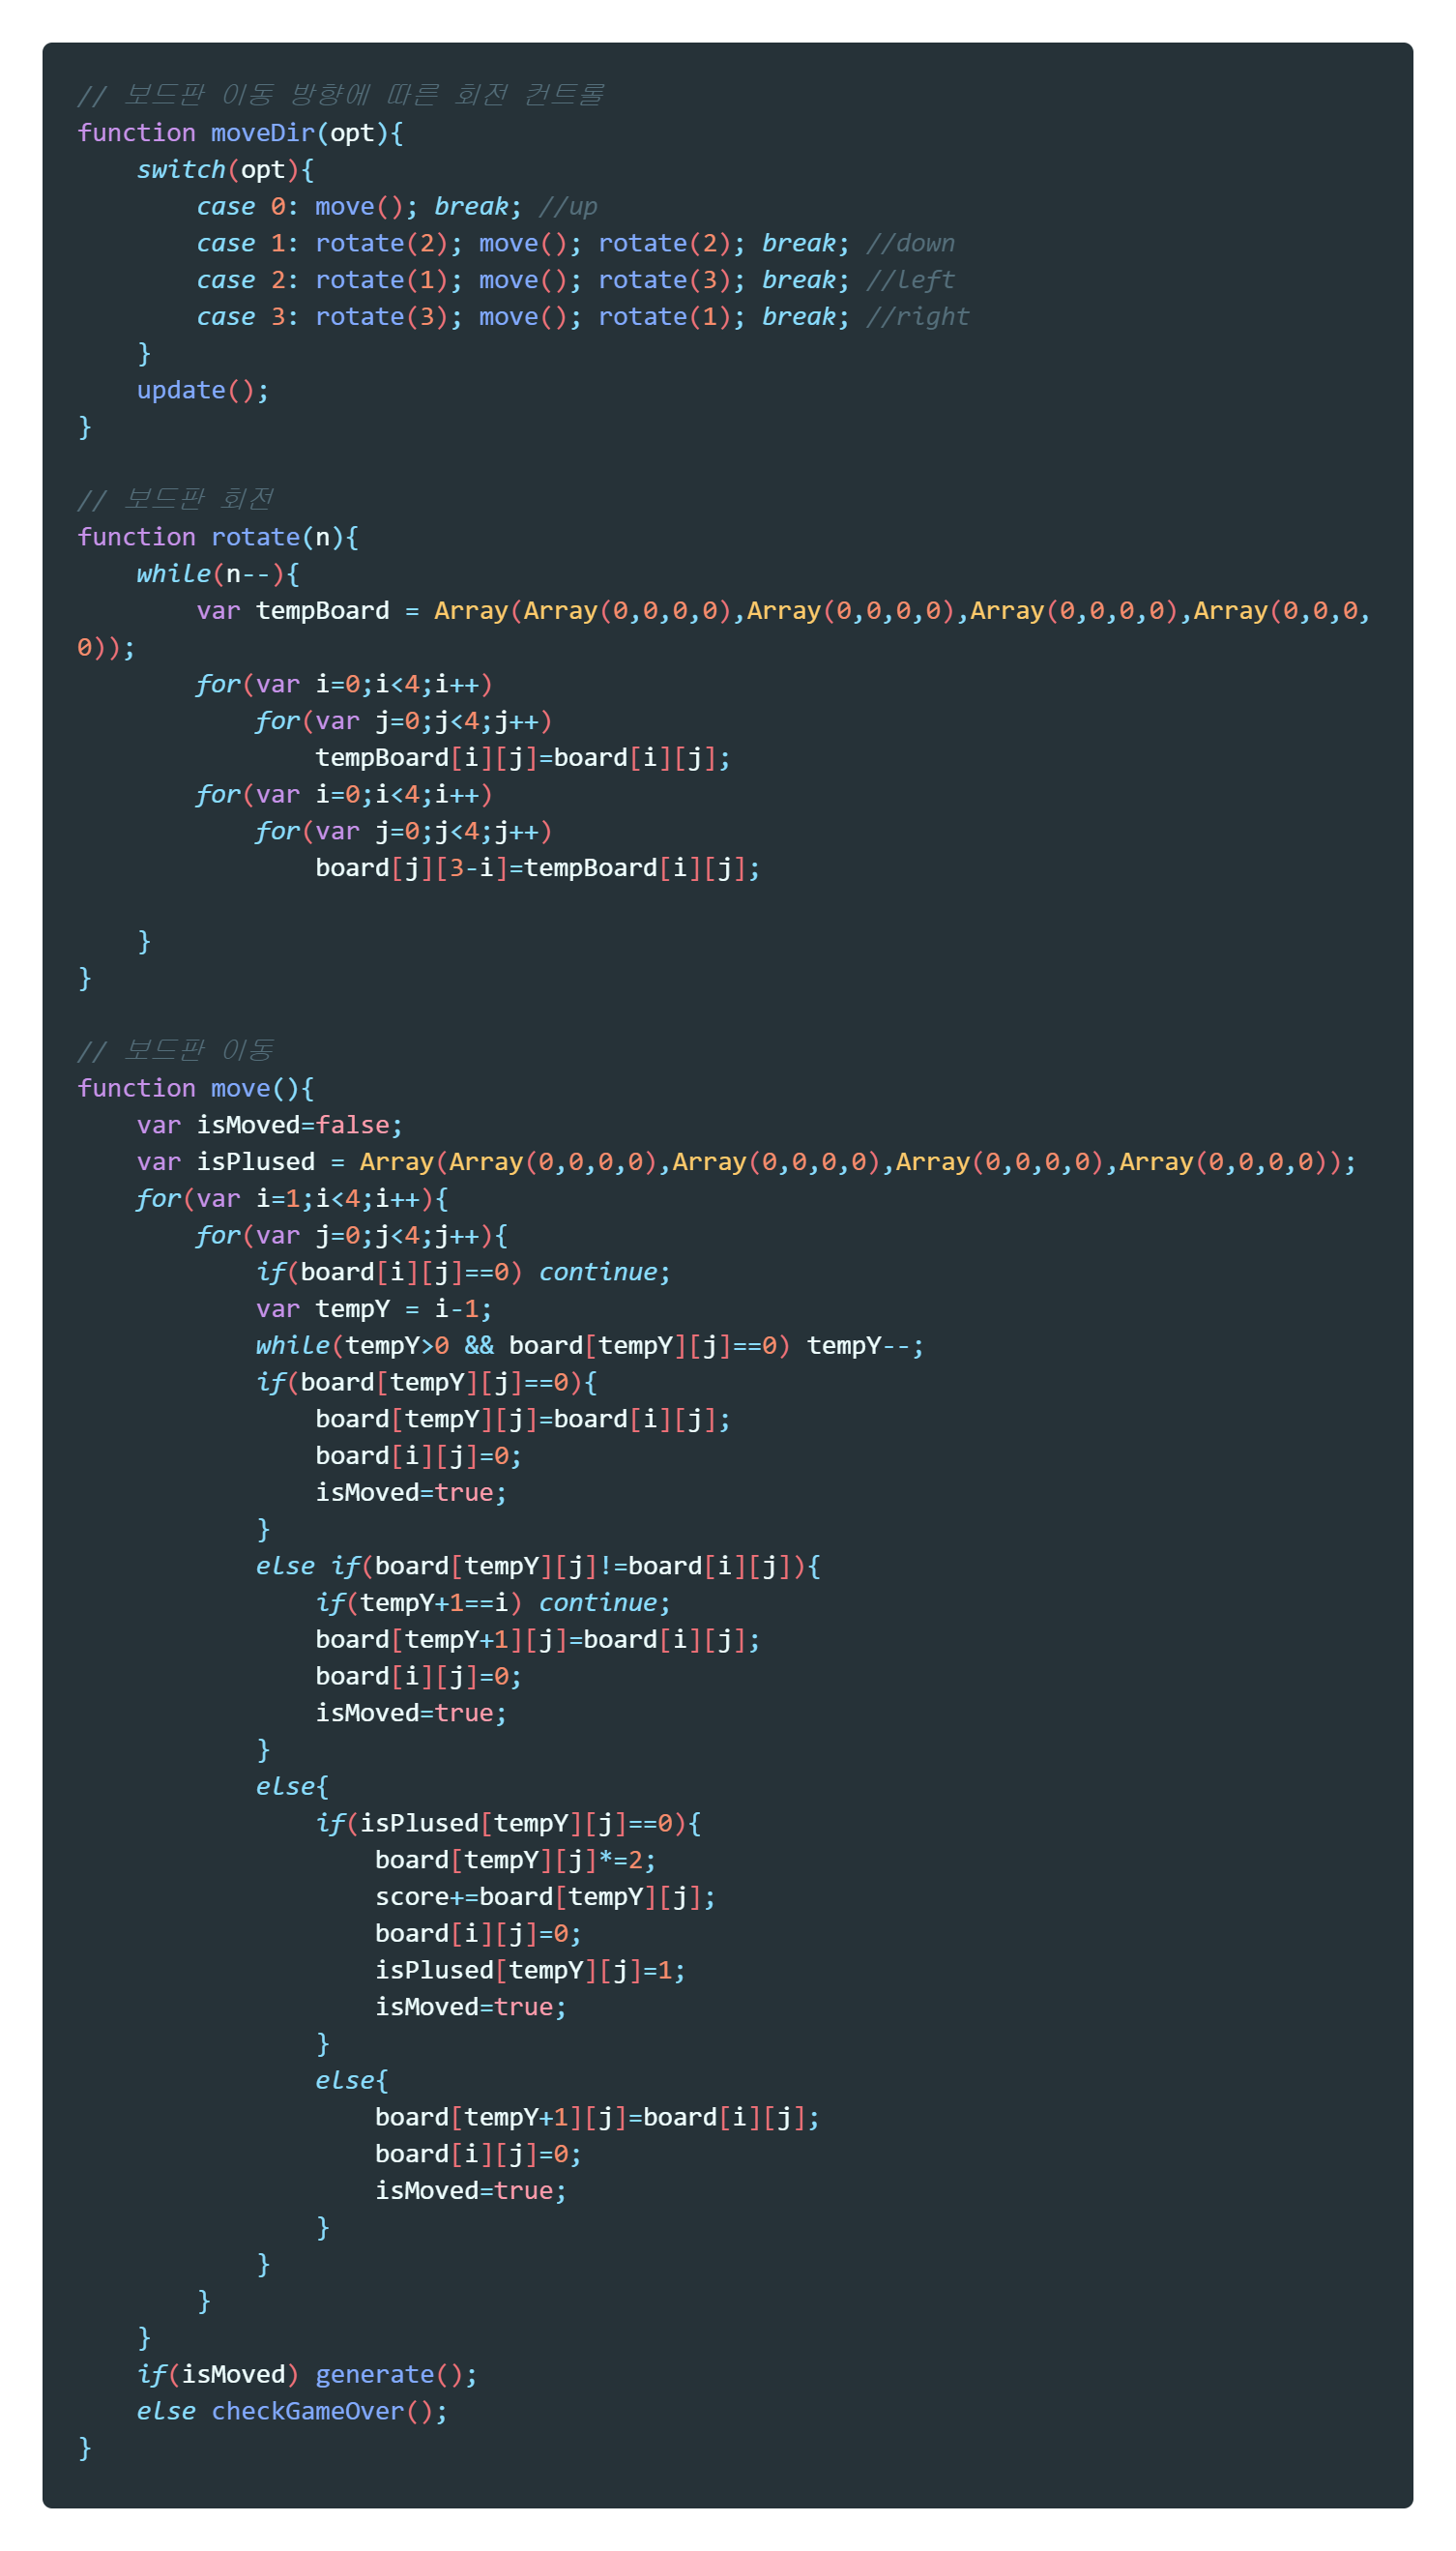 // 보드판 이동 방향에 따른 회전 컨트롤
function moveDir(opt){
    switch(opt){
        case 0: move(); break; //up
        case 1: rotate(2); move(); rotate(2); break; //down
        case 2: rotate(1); move(); rotate(3); break; //left
        case 3: rotate(3); move(); rotate(1); break; //right
    }
    update();
}

// 보드판 회전
function rotate(n){
    while(n--){
        var tempBoard = Array(Array(0,0,0,0),Array(0,0,0,0),Array(0,0,0,0),Array(0,0,0,
0));
        for(var i=0;i<4;i++)
            for(var j=0;j<4;j++)
                tempBoard[i][j]=board[i][j];
        for(var i=0;i<4;i++)
            for(var j=0;j<4;j++)
                board[j][3-i]=tempBoard[i][j];

    }
}

// 보드판 이동
function move(){
    var isMoved=false;
    var isPlused = Array(Array(0,0,0,0),Array(0,0,0,0),Array(0,0,0,0),Array(0,0,0,0));
    for(var i=1;i<4;i++){
        for(var j=0;j<4;j++){
            if(board[i][j]==0) continue;
            var tempY = i-1;
            while(tempY>0 && board[tempY][j]==0) tempY--;
            if(board[tempY][j]==0){
                board[tempY][j]=board[i][j];
                board[i][j]=0;
                isMoved=true;
            }
            else if(board[tempY][j]!=board[i][j]){
                if(tempY+1==i) continue;
                board[tempY+1][j]=board[i][j];
                board[i][j]=0;
                isMoved=true;
            }
            else{
                if(isPlused[tempY][j]==0){
                    board[tempY][j]*=2;
                    score+=board[tempY][j];
                    board[i][j]=0;
                    isPlused[tempY][j]=1;
                    isMoved=true;
                }
                else{
                    board[tempY+1][j]=board[i][j];
                    board[i][j]=0;
                    isMoved=true;
                }
            }
        }
    }
    if(isMoved) generate();
    else checkGameOver();
}